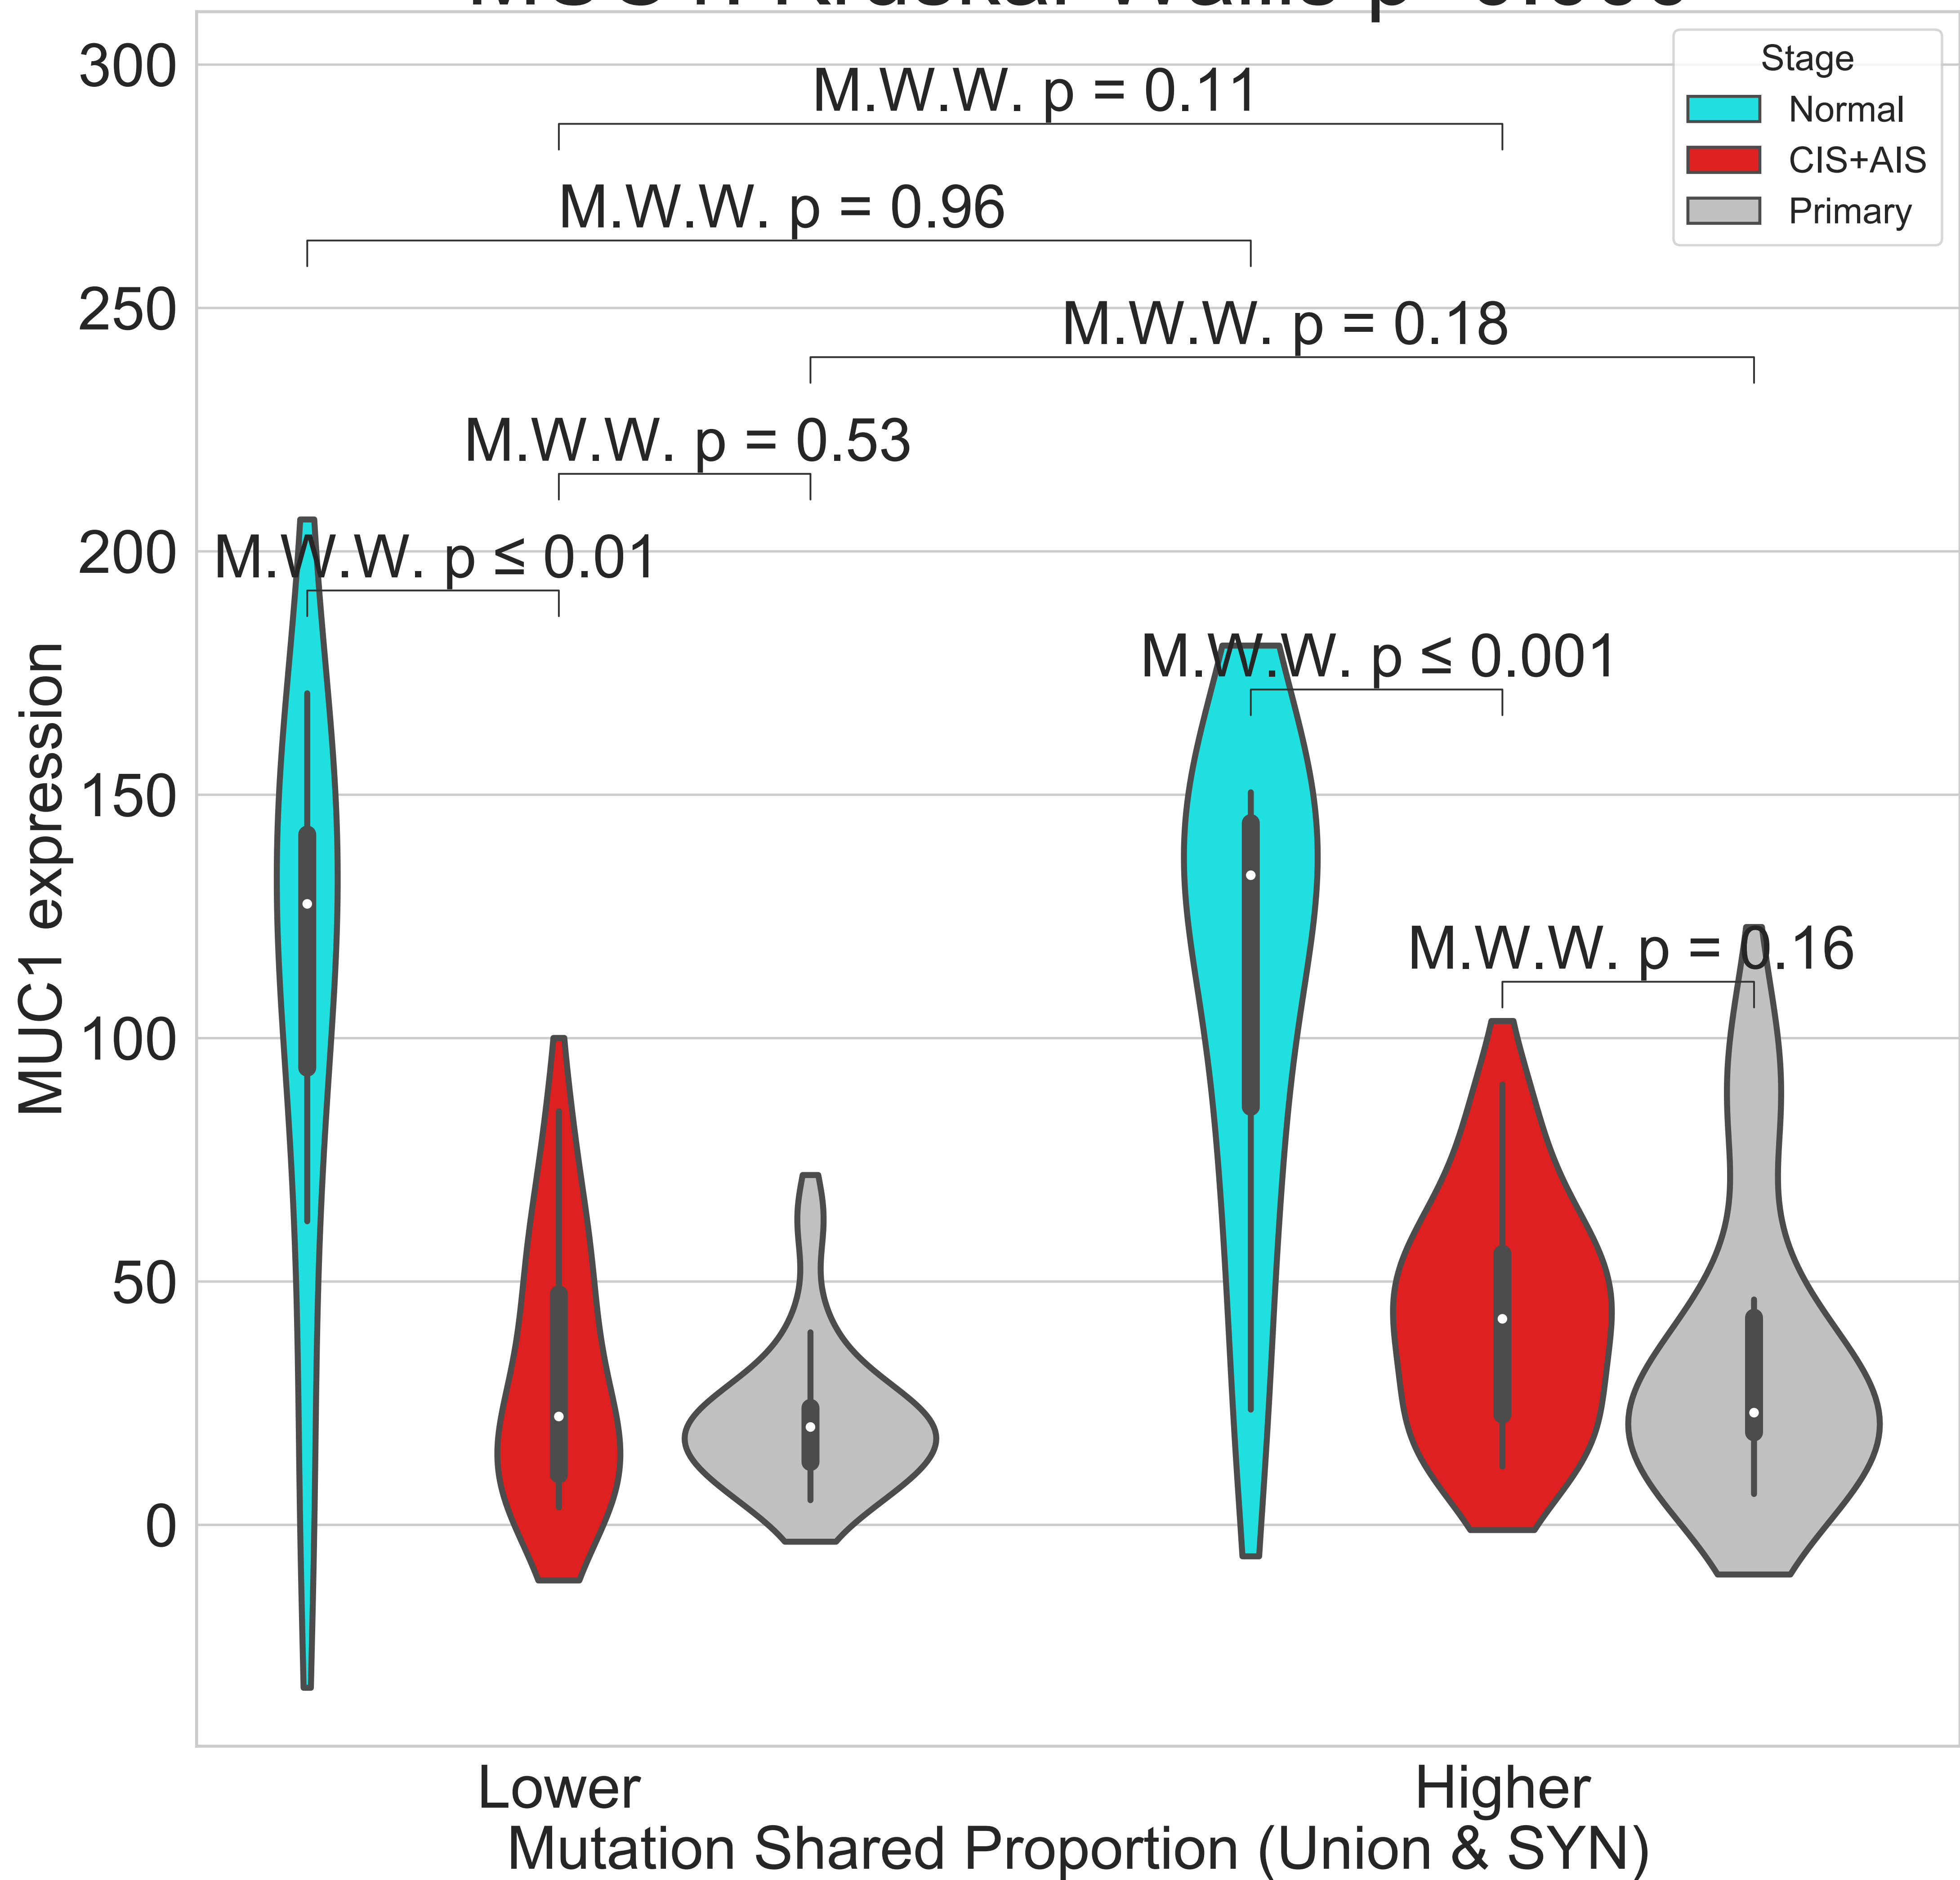 Stage
Normal
CIS+AIS
Primary
300
250
200
150
100
50
0
MUC1 expression
M.W.W. p = 0.11
M.W.W. p = 0.96
M.W.W. p = 0.18
M.W.W. p = 0.53
M.W.W. p ≤ 0.01
M.W.W. p ≤ 0.001
M.W.W. p = 0.16
Lower
Higher
Mutation Shared Proportion (Union & SYN)